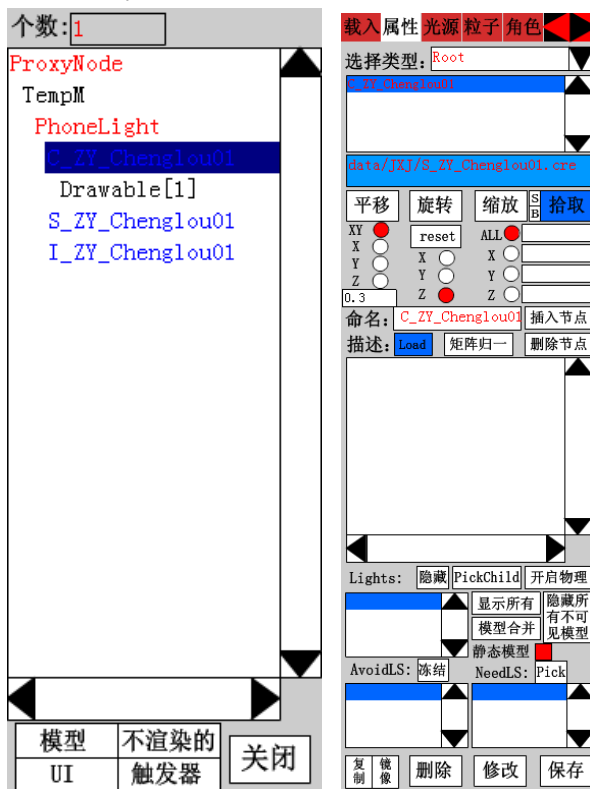 个数:1
ProxyNode
TempM
PhoneLight
C_ZY_Chenglou01
Drawable[1]
S_ZY_Chenglou01
I_ZY_Chenglou01
模型 不渲染的
UI 触发器
关闭
载入 属性 光源 粒子 角色
选择类型: Root
C_ZY_Chenglou01
data/JXJ/S_ZY_Chenglou01.cre
平移 旋转 缩放 S B 拾取
XY reset ALL
X X X
Y Y Y
Z Z Z
0.3
命名: C_ZY_Chenglou01 插入节点
描述: Load 矩阵归一 删除节点
Lights: 隐藏 PickChild 开启物理
显示所有 隐藏所有不可见模型
模型合并
静态模型
AvoidLS: 冻结 NeedLS: Pick
复制 镜像 删除 修改 保存